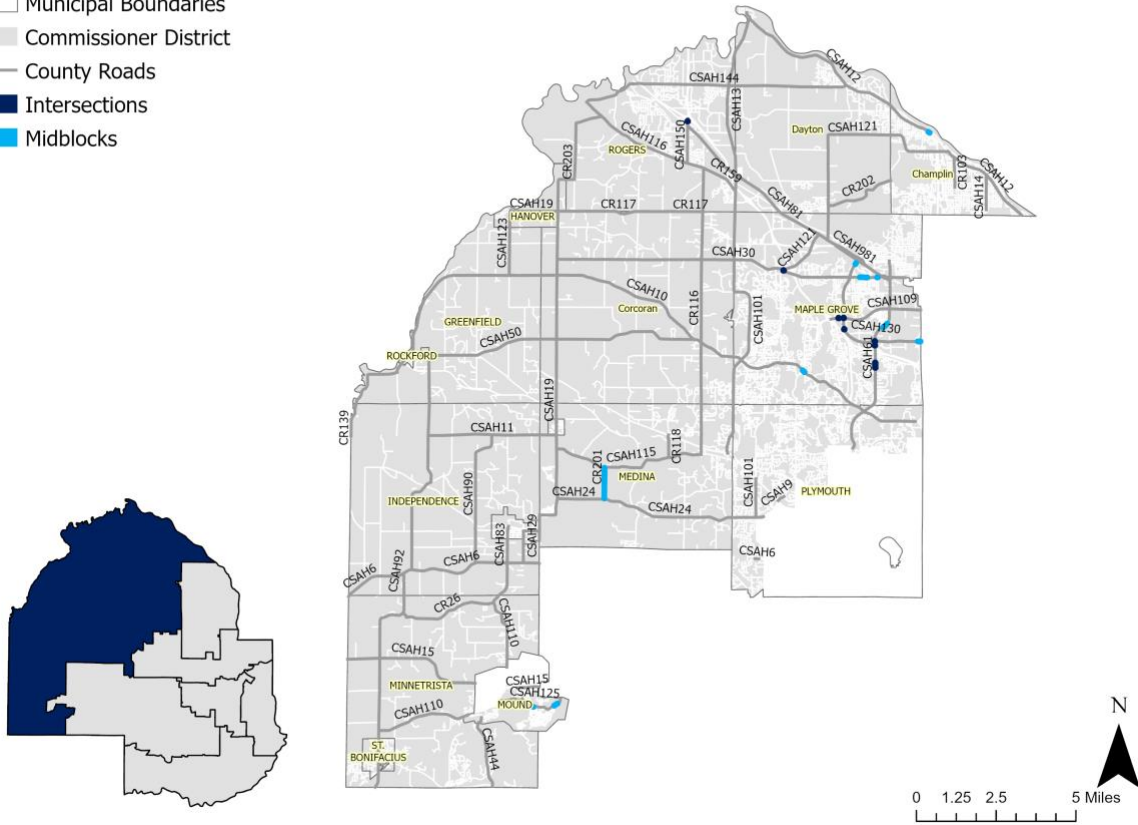 Municipal Boundaries
Commissioner District
County Roads
Intersections
Midblocks
CSAH12
CSAH144
CSAH13
CSAH150
CSAH116
ROGERS
Dayton
CSAH121
CR203
CR159
Champlin
CR103
CSAH12
CSAH14
CR202
CSAH81
CSAH19
HANOVER
CR117
CR117
CSAH123
CSAH30
CSAH121
CSAH981
CSAH10
Corcoran
CR116
CSAH101
MAPLE GROVE
CSAH109
CSAH130
CSAH61
GREENFIELD
CSAH50
ROCKFORD
CSAH19
CR139
CSAH11
CR118
CSAH115
CR201
MEDINA
CSAH24
CSAH24
CSAH101
CSAH9
PLYMOUTH
CSAH90
INDEPENDENCE
CSAH83
CSAH29
CSAH6
CSAH6
CSAH6
CSAH92
CR26
CSAH110
CSAH15
MINNETRISTA
CSAH15
CSAH125
MOUND
CSAH110
CSAH44
ST.
BONIFACIUS
N
0 1.25 2.5 5 Miles